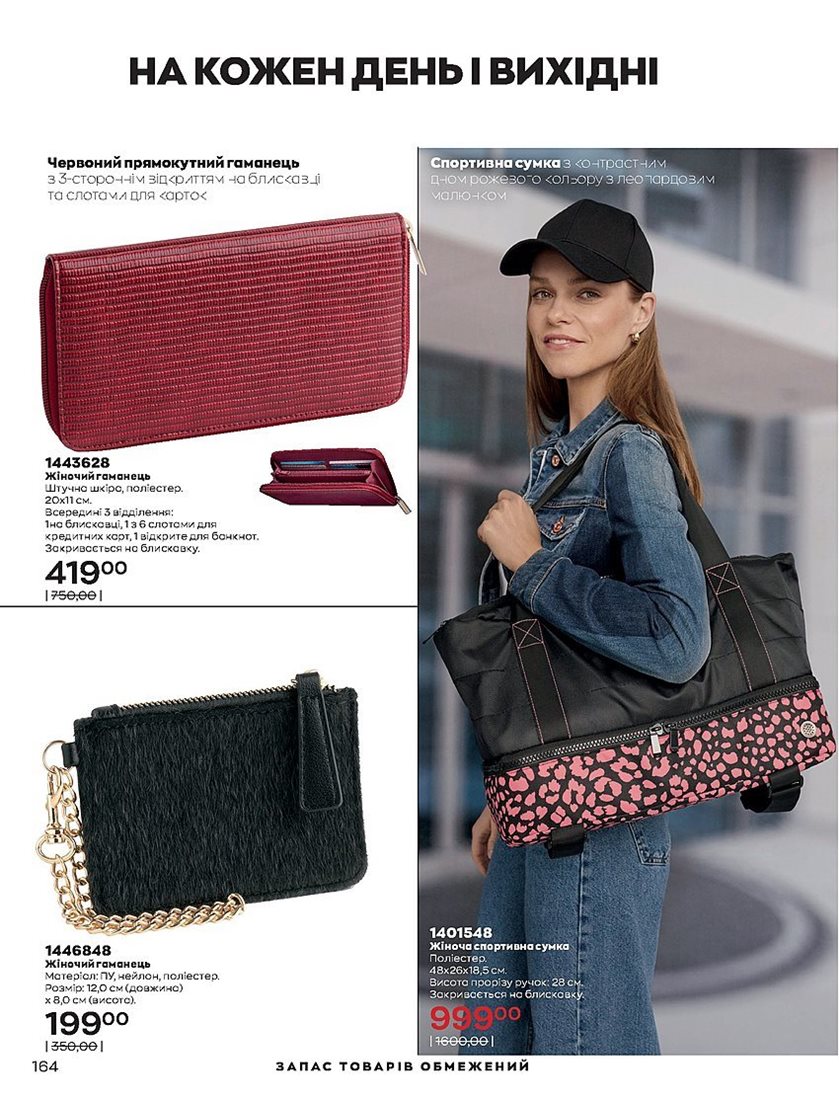 НА КОЖЕН ДЕНЬ І ВИХІДНІ
Червоний прямокутний гаманець
з 3-стороннім відкриттям на блискавці
та слотами для карток
1443628
Жіночий гаманець
Штучна шкіра, поліестер.
20х11 см.
Всередині 3 відділення:
1на блискавці, 1 з 6 слотами для
кредитних карт, 1 відкрите для банкнот.
Закривається на блискавку.
419⁰⁰
| 750,00 |
1446848
Жіночий гаманець
Матеріал: ПУ, нейлон, поліестер.
Розмір: 12,0 см (довжина)
х 8,0 см (висота).
199⁰⁰
| 350,00 |
Спортивна сумка з контрастним
дном рожевого кольору з леопардовим
малюнком
1401548
Жіноча спортивна сумка
Поліестер.
48х26х18,5 см.
Висота прорізу ручок: 28 см.
Закривається на блискавку.
999⁰⁰
| 1600,00 |
164
ЗАПАС ТОВАРІВ ОБМЕЖЕНИЙ